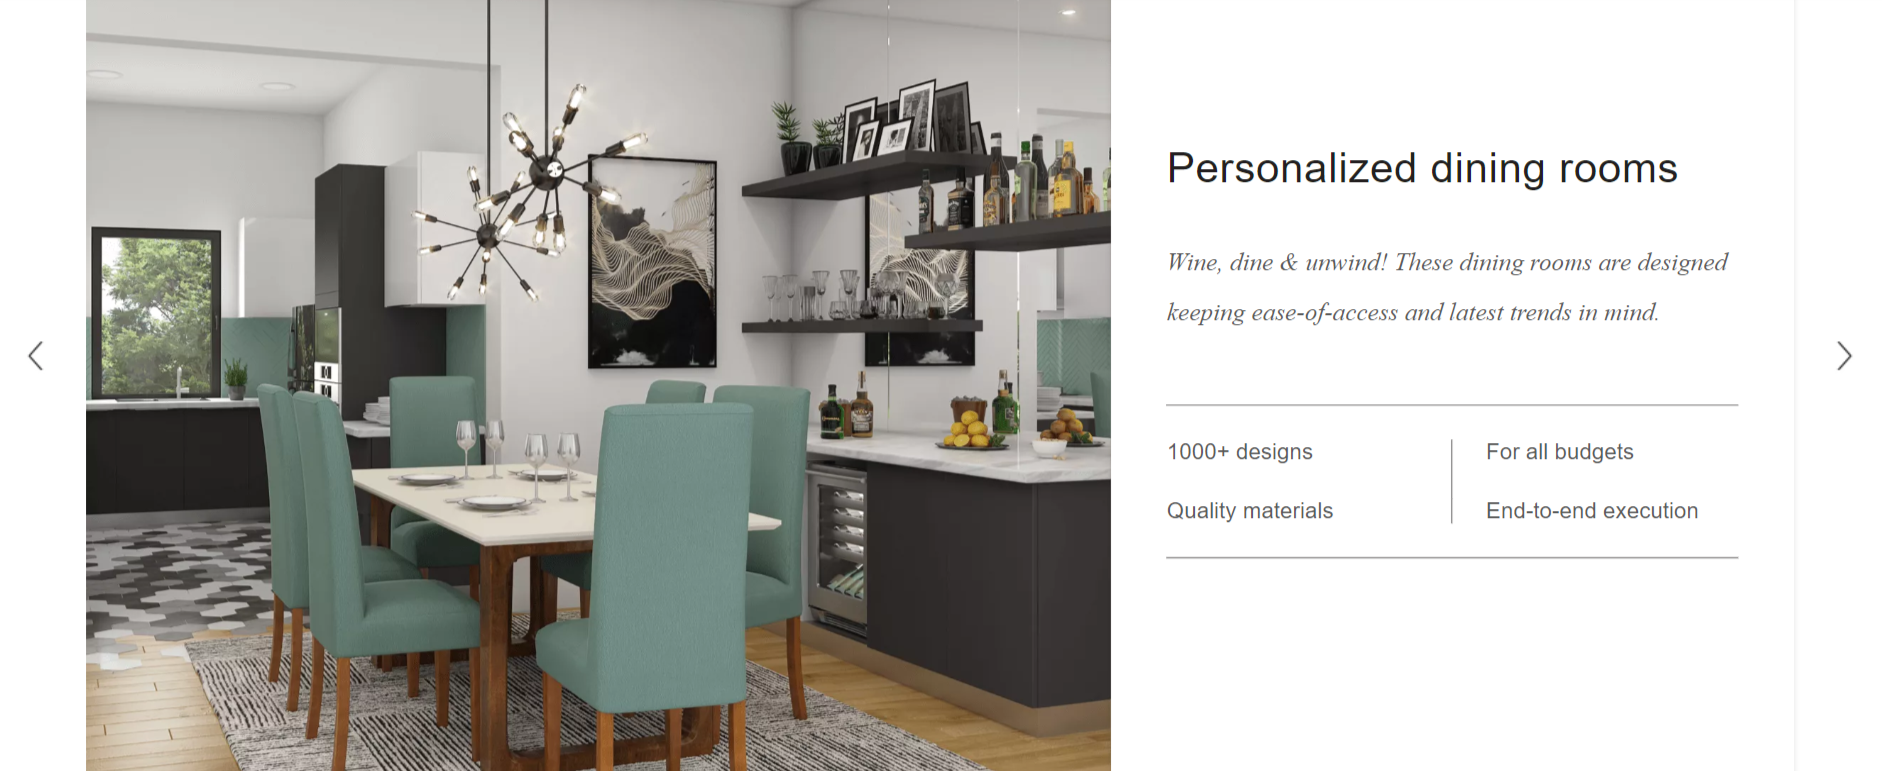 Personalized dining rooms
Wine, dine & unwind! These dining rooms are designed
keeping ease-of-access and latest trends in mind.
1000+ designs
For all budgets
Quality materials
End-to-end execution